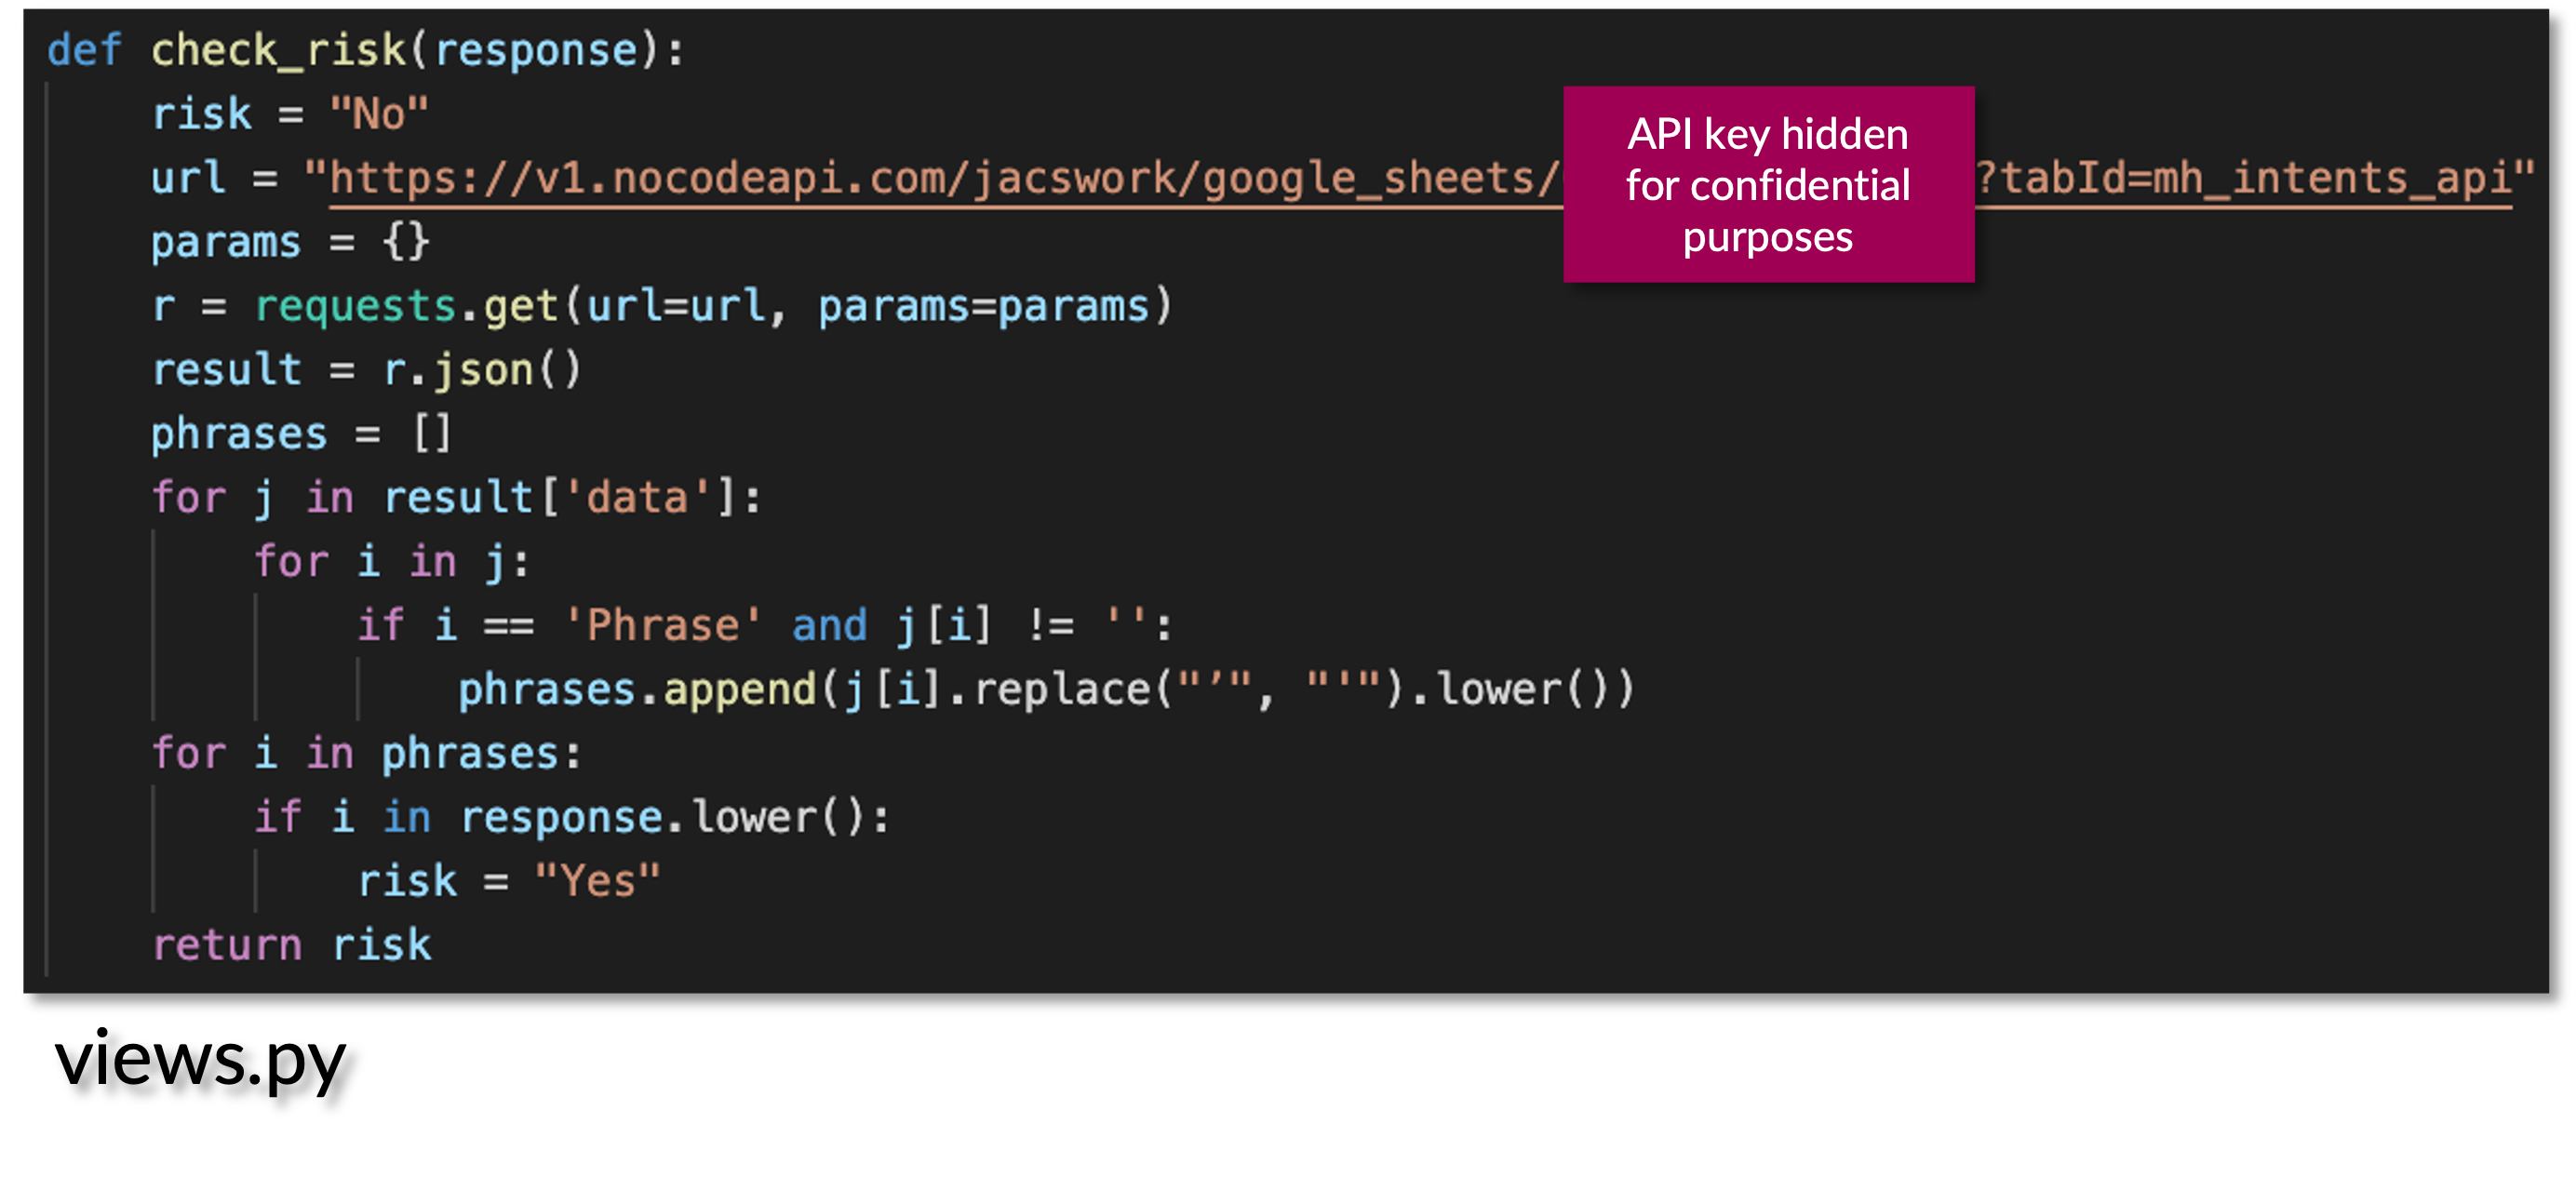 def check_risk(response):
    risk = "No"
    url = "https://v1.nocodeapi.com/jacswork/google_sheets/ ?tabId=mh_intents_api"
API key hidden
for confidential
purposes
    params = {}
    r = requests.get(url=url, params=params)
    result = r.json()
    phrases = []
    for j in result['data']:
        for i in j:
            if i == 'Phrase' and j[i] != '':
                phrases.append(j[i].replace("’", "'").lower())
    for i in phrases:
        if i in response.lower():
            risk = "Yes"
    return risk
views.py